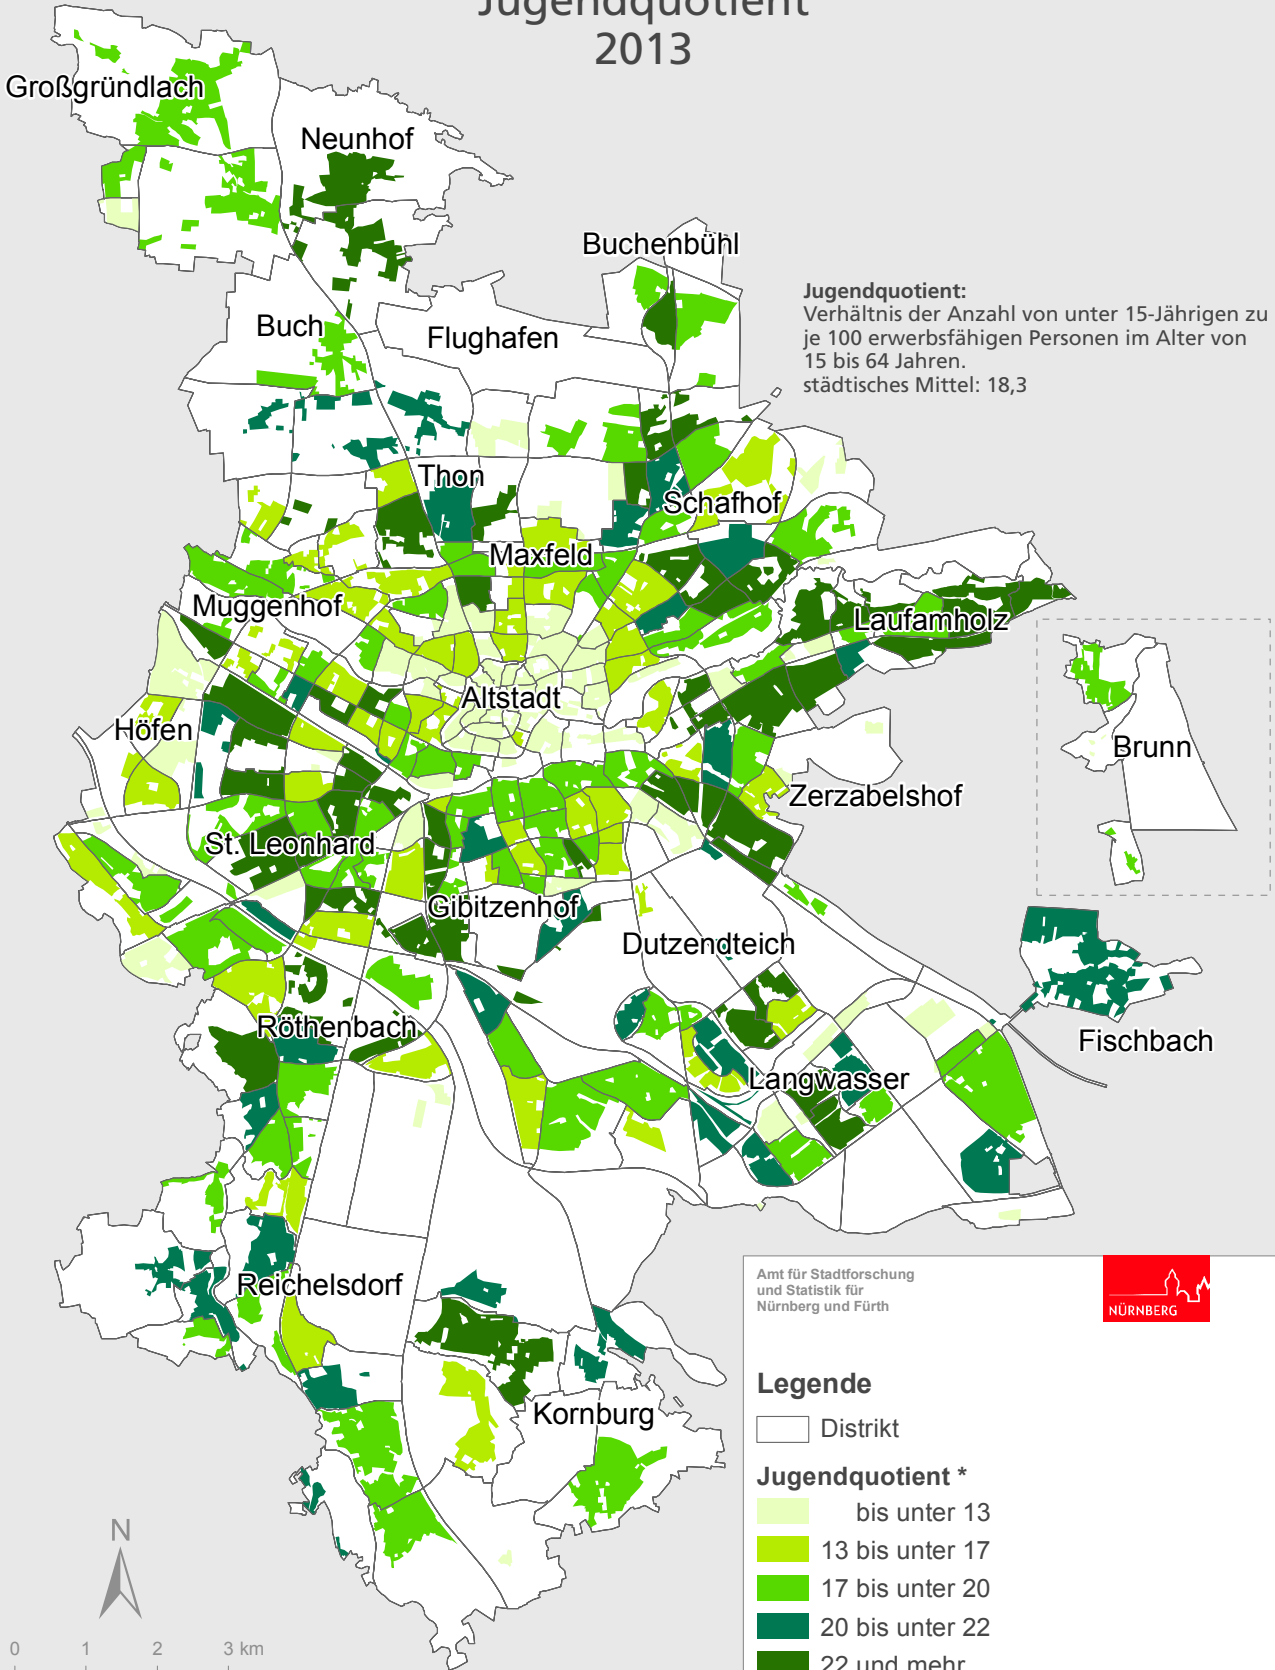 Jugendquotient
2013
Großgründlach
Neunhof
Buchenbühl
Jugendquotient:
Verhältnis der Anzahl von unter 15-Jährigen zu
je 100 erwerbsfähigen Personen im Alter von
15 bis 64 Jahren.
städtisches Mittel: 18,3
Buch
Flughafen
Thon
Schafhof
Maxfeld
Muggenhof
Laufamholz
Altstadt
Höfen
Brunn
Zerzabelshof
St. Leonhard
Gibitzenhof
Dutzendteich
Röthenbach
Fischbach
Langwasser
Reichelsdorf
Kornburg
Amt für Stadtforschung
und Statistik für
Nürnberg und Fürth
NÜRNBERG
Legende
Distrikt
Jugendquotient *
bis unter 13
13 bis unter 17
17 bis unter 20
20 bis unter 22
22 und mehr
N
0 1 2 3 km